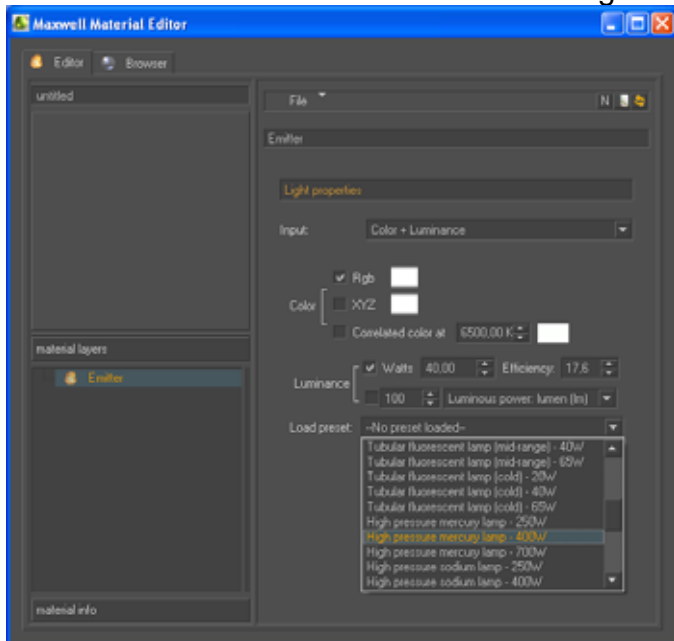 Maxwell Material Editor
Editor Browser
untitled
File N
Emitter
Light properties
Input: Color + Luminance
Rgb
Color XYZ
Correlated color at 6500,00 K
material layers
Emitter
Watts 40,00 Efficiency: 17,6
Luminance
100 Luminous power: lumen (lm)
Load preset: --No preset loaded--
Tubular fluorescent lamp (mid-range) - 40W
Tubular fluorescent lamp (mid-range) - 65W
Tubular fluorescent lamp (cold) - 20W
Tubular fluorescent lamp (cold) - 40W
Tubular fluorescent lamp (cold) - 65W
High pressure mercury lamp - 250W
High pressure mercury lamp - 400W
High pressure mercury lamp - 700W
High pressure sodium lamp - 250W
High pressure sodium lamp - 400W
material info